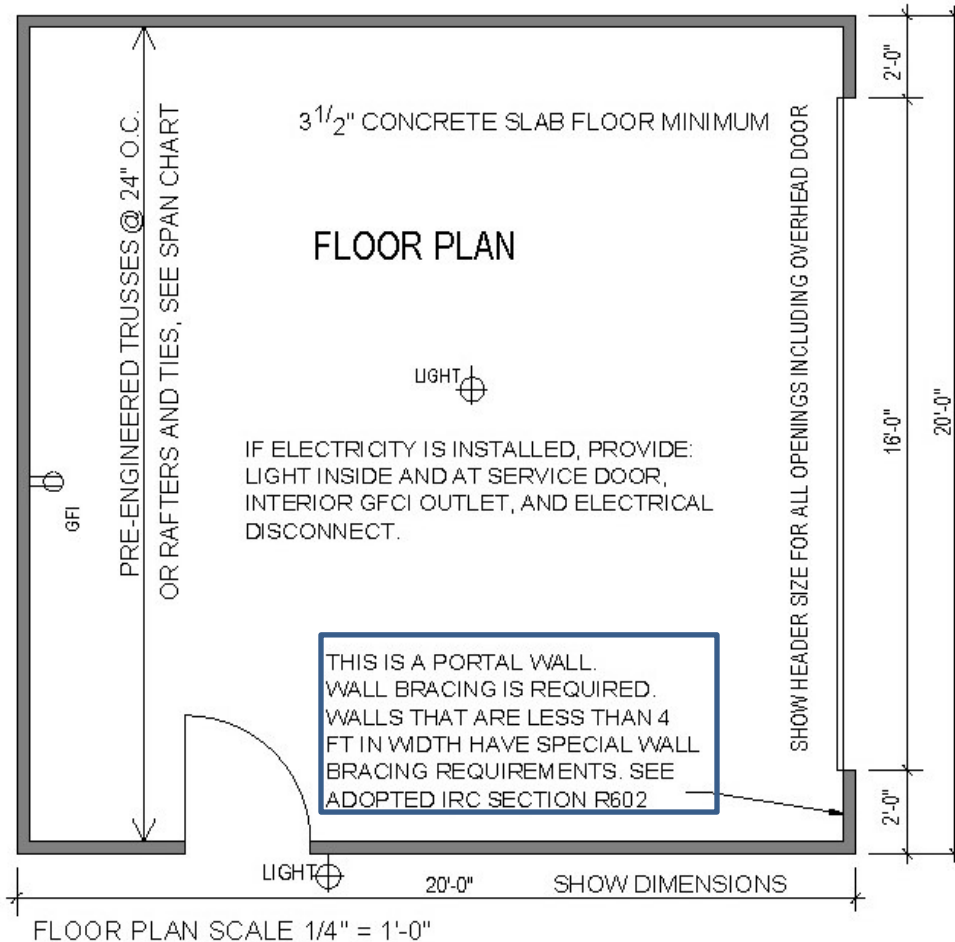 3 1/2" CONCRETE SLAB FLOOR MINIMUM
FLOOR PLAN
PRE-ENGINEERED TRUSSES @ 24" O.C.
OR RAFTERS AND TIES, SEE SPAN CHART
LIGHT
IF ELECTRICITY IS INSTALLED, PROVIDE:
LIGHT INSIDE AND AT SERVICE DOOR,
INTERIOR GFCI OUTLET, AND ELECTRICAL
DISCONNECT.
GFI
SHOW HEADER SIZE FOR ALL OPENINGS INCLUDING OVERHEAD DOOR
2'-0"
16'-0"
20'-0"
2'-0"
THIS IS A PORTAL WALL.
WALL BRACING IS REQUIRED.
WALLS THAT ARE LESS THAN 4
FT IN WIDTH HAVE SPECIAL WALL
BRACING REQUIREMENTS. SEE
ADOPTED IRC SECTION R602
LIGHT
20'-0"
SHOW DIMENSIONS
FLOOR PLAN SCALE 1/4" = 1'-0"